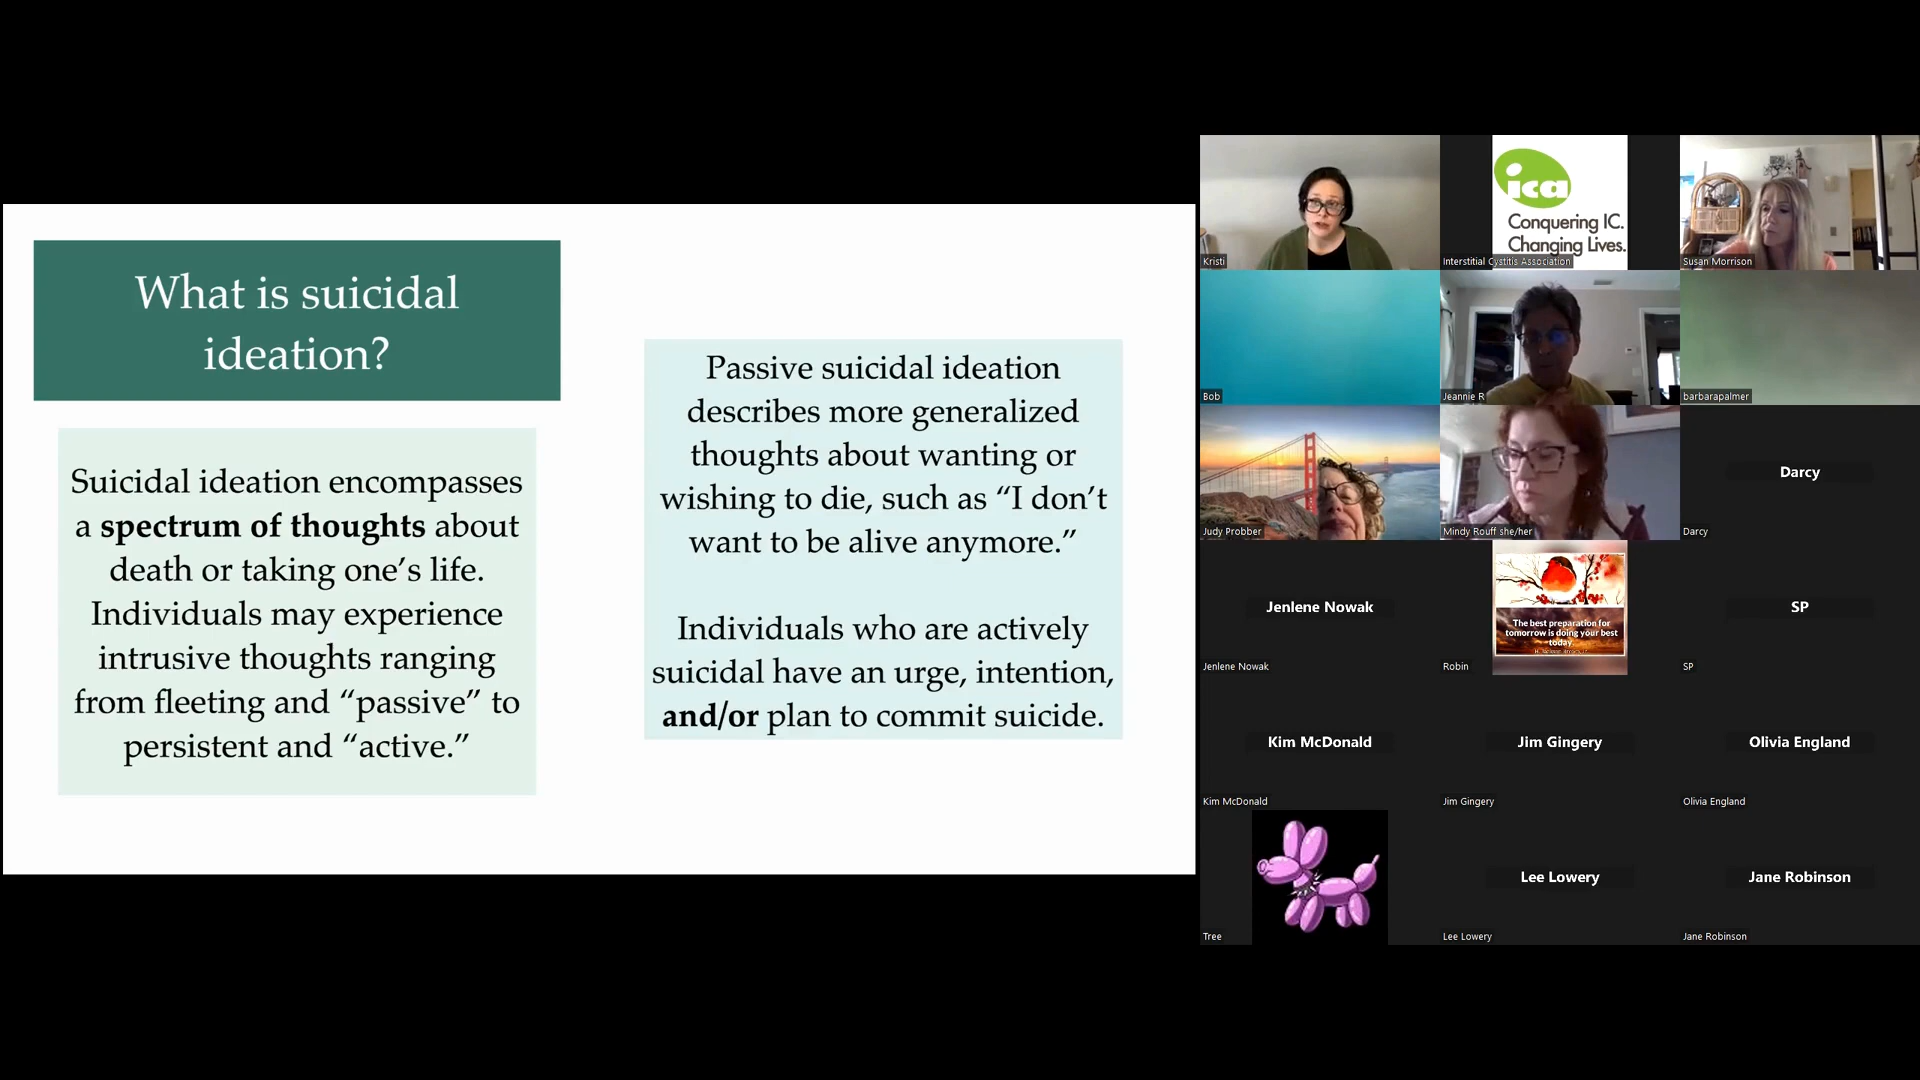 What is suicidal
ideation?
Suicidal ideation encompasses
a spectrum of thoughts about
death or taking one’s life.
Individuals may experience
intrusive thoughts ranging
from fleeting and “passive” to
persistent and “active.”
Passive suicidal ideation
describes more generalized
thoughts about wanting or
wishing to die, such as “I don’t
want to be alive anymore.”
Individuals who are actively
suicidal have an urge, intention,
and/or plan to commit suicide.
Kristi
ica
Conquering IC.
Changing Lives.
Interstitial Cystitis Association
Susan Morrison
Bob
Jeannie R
barbarapalmer
Judy Probber
Mindy Rouff she/her
Darcy
Darcy
Jenlene Nowak
Jenlene Nowak
The best preparation for
tomorrow is doing your best
today.
Robin
SP
SP
Kim McDonald
Kim McDonald
Jim Gingery
Jim Gingery
Olivia England
Olivia England
Tree
Lee Lowery
Lee Lowery
Jane Robinson
Jane Robinson